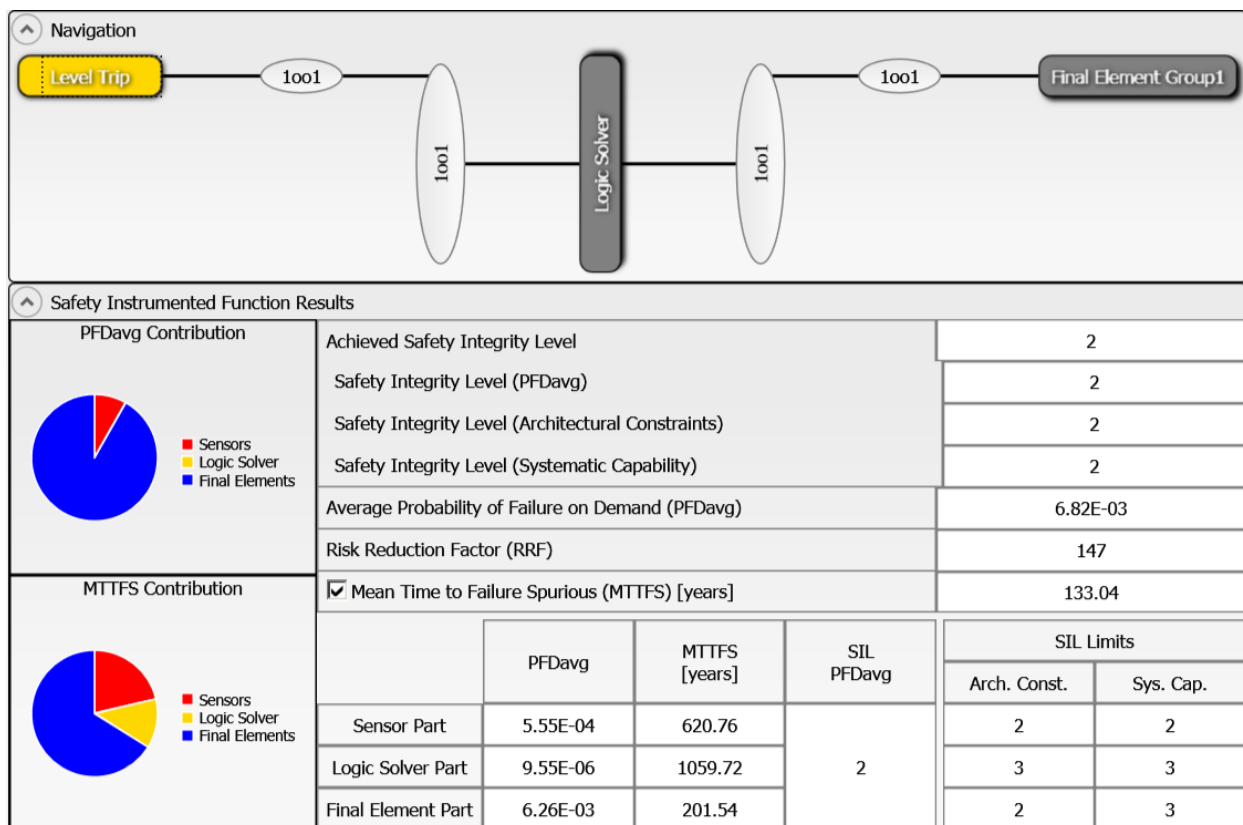 Navigation
Level Trip
1oo1
1oo1
Logic Solver
1oo1
1oo1
Final Element Group1
Safety Instrumented Function Results
PFDavg Contribution
Sensors
Logic Solver
Final Elements
MTTFS Contribution
Sensors
Logic Solver
Final Elements
Achieved Safety Integrity Level 2
Safety Integrity Level (PFDavg) 2
Safety Integrity Level (Architectural Constraints) 2
Safety Integrity Level (Systematic Capability) 2
Average Probability of Failure on Demand (PFDavg) 6.82E-03
Risk Reduction Factor (RRF) 147
Mean Time to Failure Spurious (MTTFS) [years] 133.04
PFDavg
MTTFS
[years]
SIL
PFDavg
SIL Limits
Arch. Const. Sys. Cap.
Sensor Part 5.55E-04 620.76 2 2
Logic Solver Part 9.55E-06 1059.72 2 3 3
Final Element Part 6.26E-03 201.54 2 3